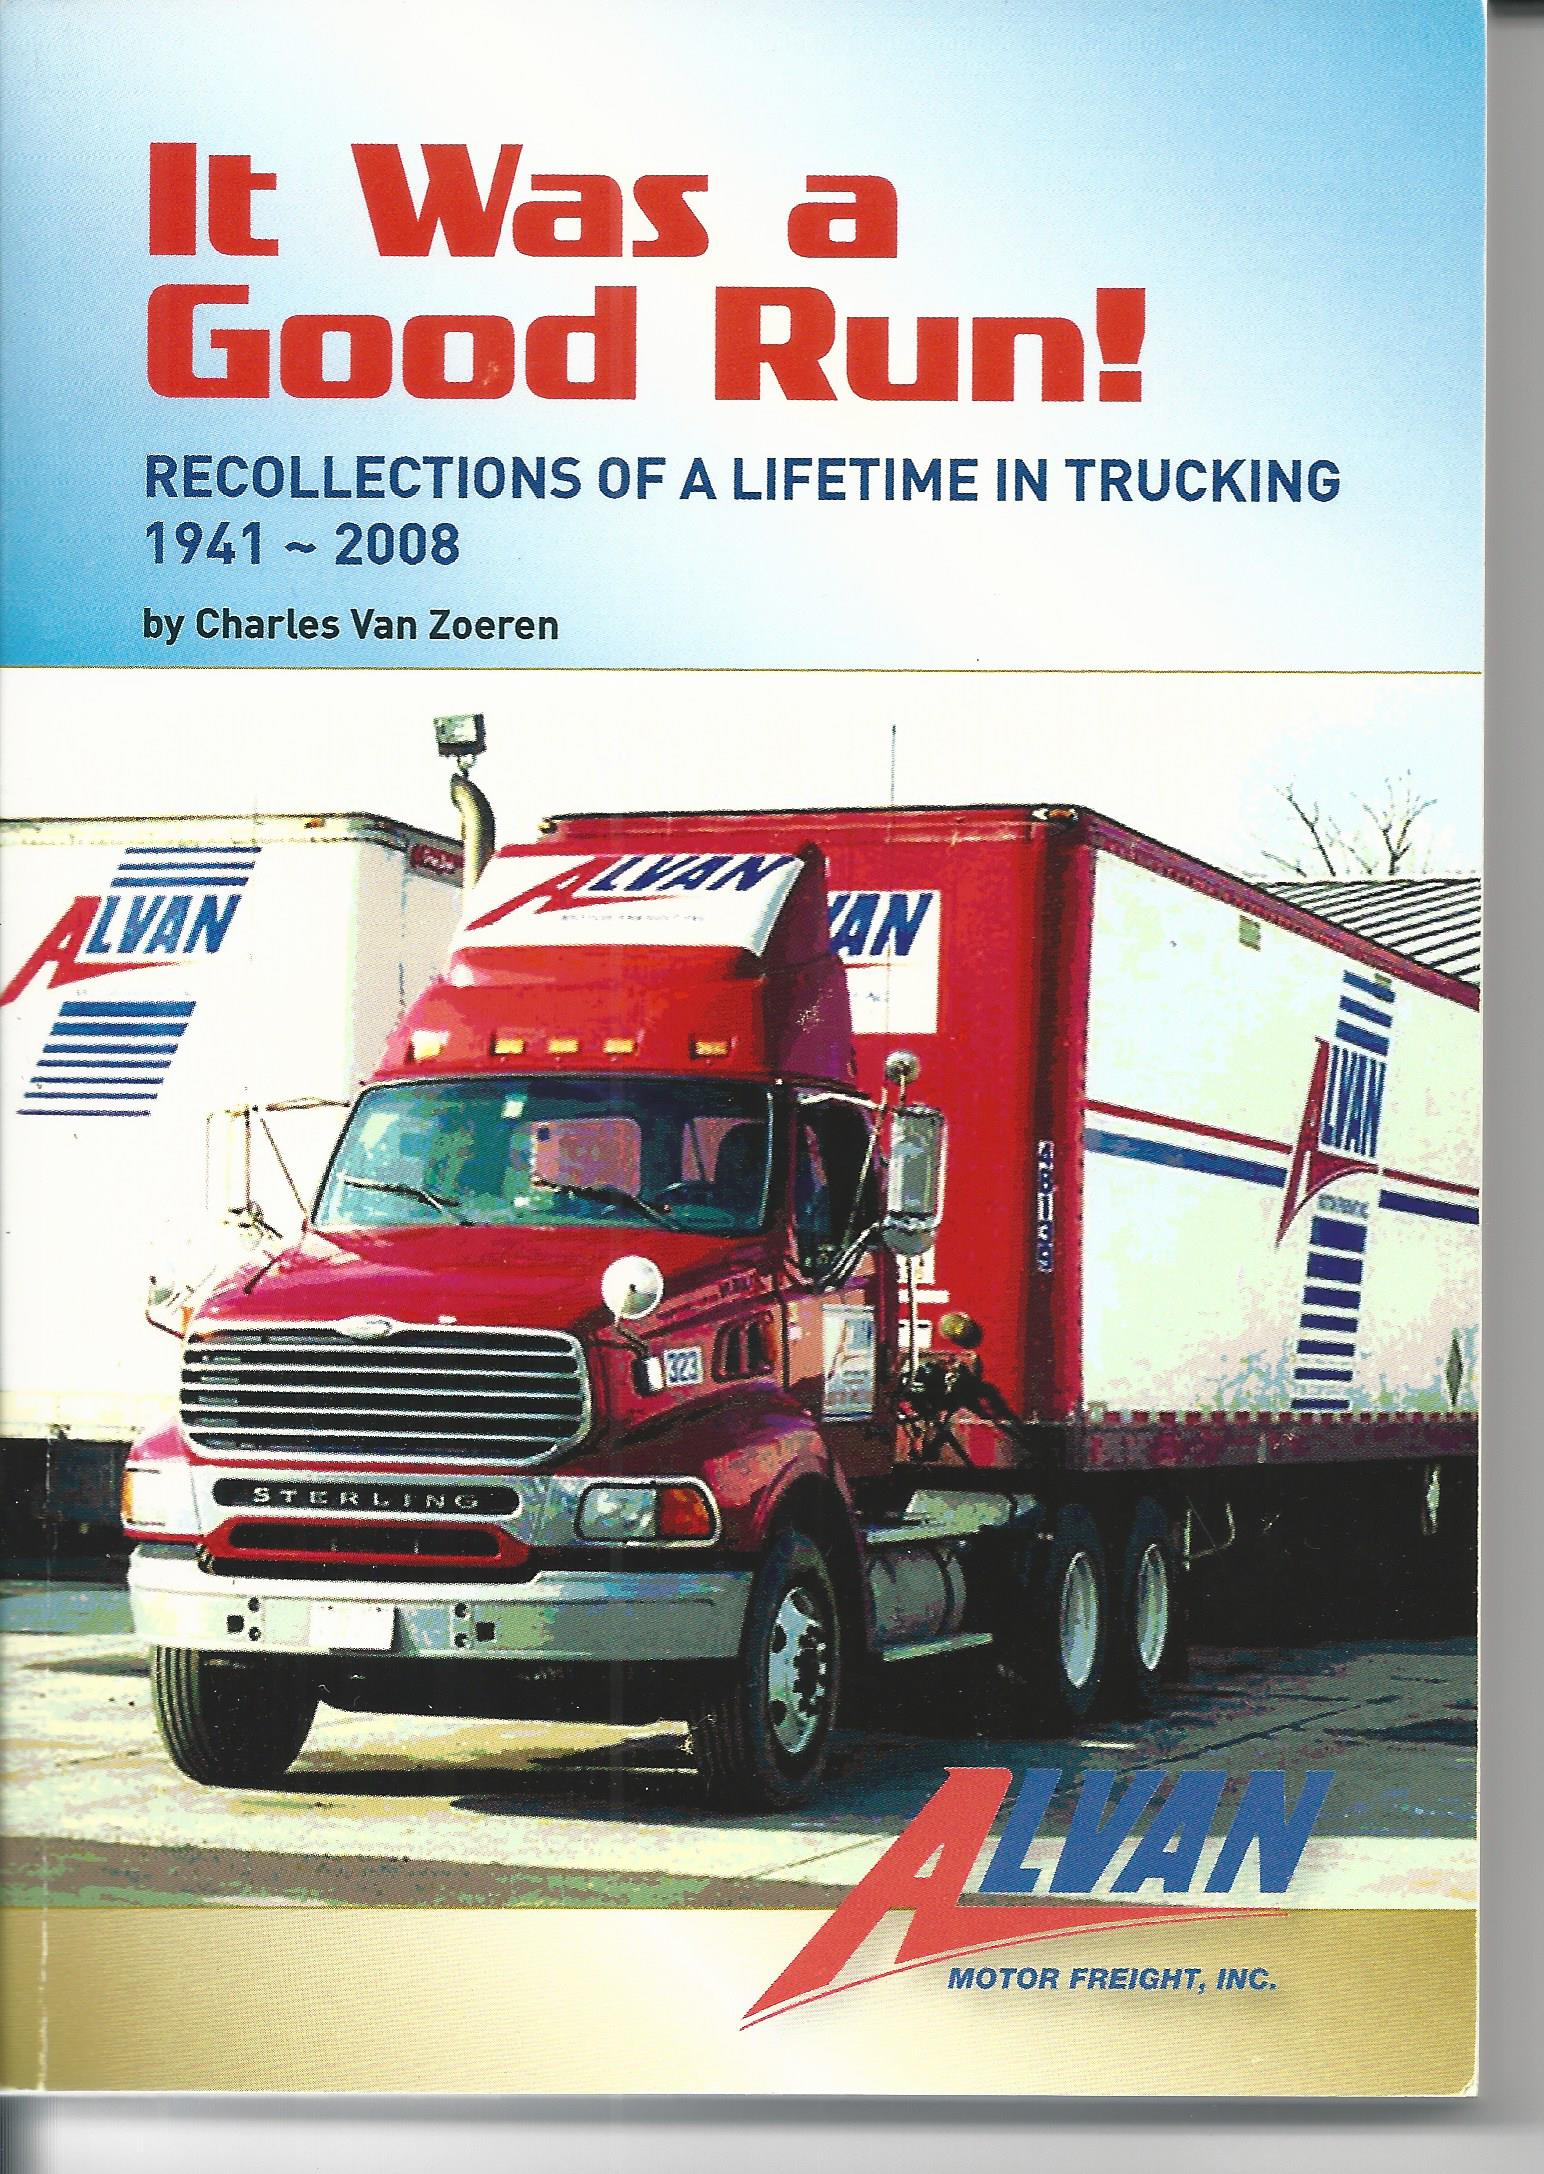 It Was a
Good Run!
RECOLLECTIONS OF A LIFETIME IN TRUCKING
1941 ~ 2008
by Charles Van Zoeren
ALVAN
ALVAN
VAN
ALVAN
323
STERLING
ALVAN
MOTOR FREIGHT, INC.